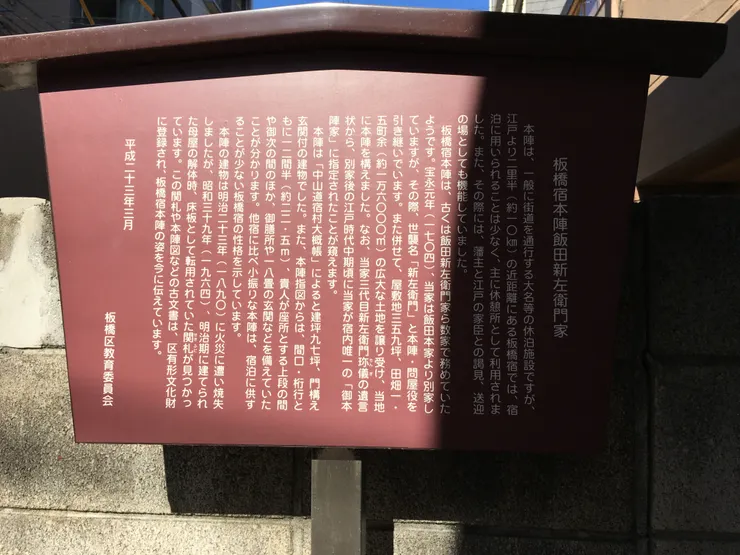 板橋宿本陣飯田新左衛門家
本陣は、一般に街道を通行する大名等の休泊施設ですが、
江戸より二里半（約一〇㎞）の近距離にある板橋宿では、宿
泊に用いられることは少なく、主に休憩所として利用されま
した。また、その際には、藩主と江戸の家臣との謁見、送迎
の場としても機能していました。
板橋宿本陣は、古くは飯田新左衛門家ら数家で務めていた
ようです。宝永元年（一七〇四）、当家は飯田本家より別家し
ていますが、その際、世襲名「新左衛門」と本陣・問屋役を
引き継いでいます。また併せて、屋敷地三五九坪、田畑一・
五町余（約一万六〇〇〇㎡）の広大な土地を譲り受け、当地
に本陣を構えました。なお、当家三代目新左衛門珎儀の遺言
状から、別家後の江戸時代中期頃に当家が宿内唯一の「御本
陣家」に指定されたことが窺えます。
本陣は「中山道宿村大概帳」によると建坪九七坪、門構え
玄関付の建物でした。また、本陣指図からは、間口・桁行と
もに一二間半（約二二・五ｍ）、貴人が座所とする上段の間
や御次の間のほか、御膳所や一八畳の玄関などを備えていた
ことが分かります。他宿に比べ小振りな本陣は、宿泊に供す
ることが少ない板橋宿の性格を示しています。
本陣の建物は明治二十三年（一八九〇）に火災に遭い焼失
しましたが、昭和三十九年（一九六四）、明治期に建てられ
た母屋の解体時、床板として転用されていた関札が見つかっ
ています。この関札や本陣図などの古文書は、区有形文化財
に登録され、板橋宿本陣の姿を今に伝えています。
平成二十三年三月
板橋区教育委員会